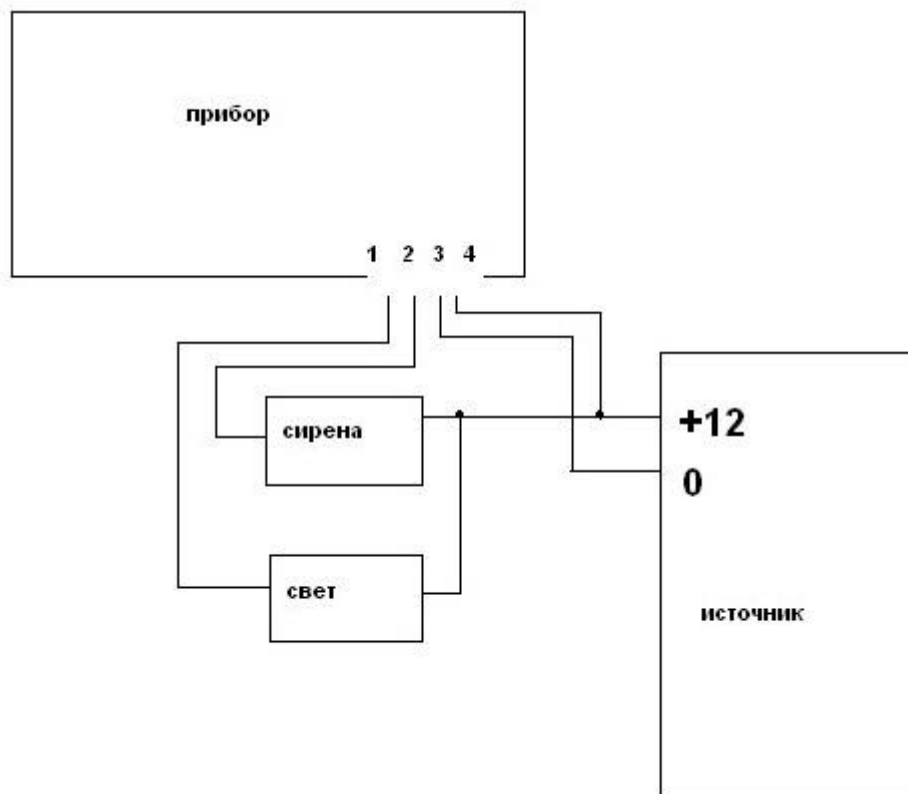 прибор
1 2 3 4
сирена
+12
0
свет
источник